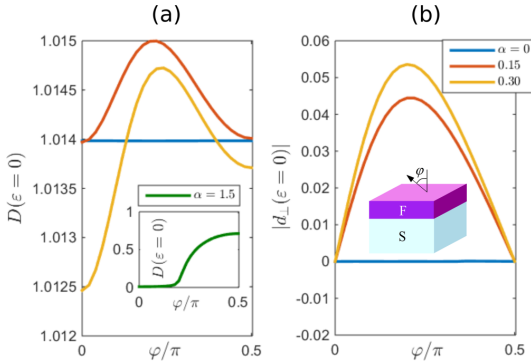 (a)
(b)
D(ε = 0)
1.015
1.0145
1.014
1.0135
1.013
1.0125
1.012
0
0.5
φ/π
α = 1.5
D(ε = 0)
1
0.5
0
0
0.5
φ/π
|d⊥(ε = 0)|
0.06
0.05
0.04
0.03
0.02
0.01
0
-0.01
-0.02
0
0.5
φ/π
α = 0
0.15
0.30
φ
F
S